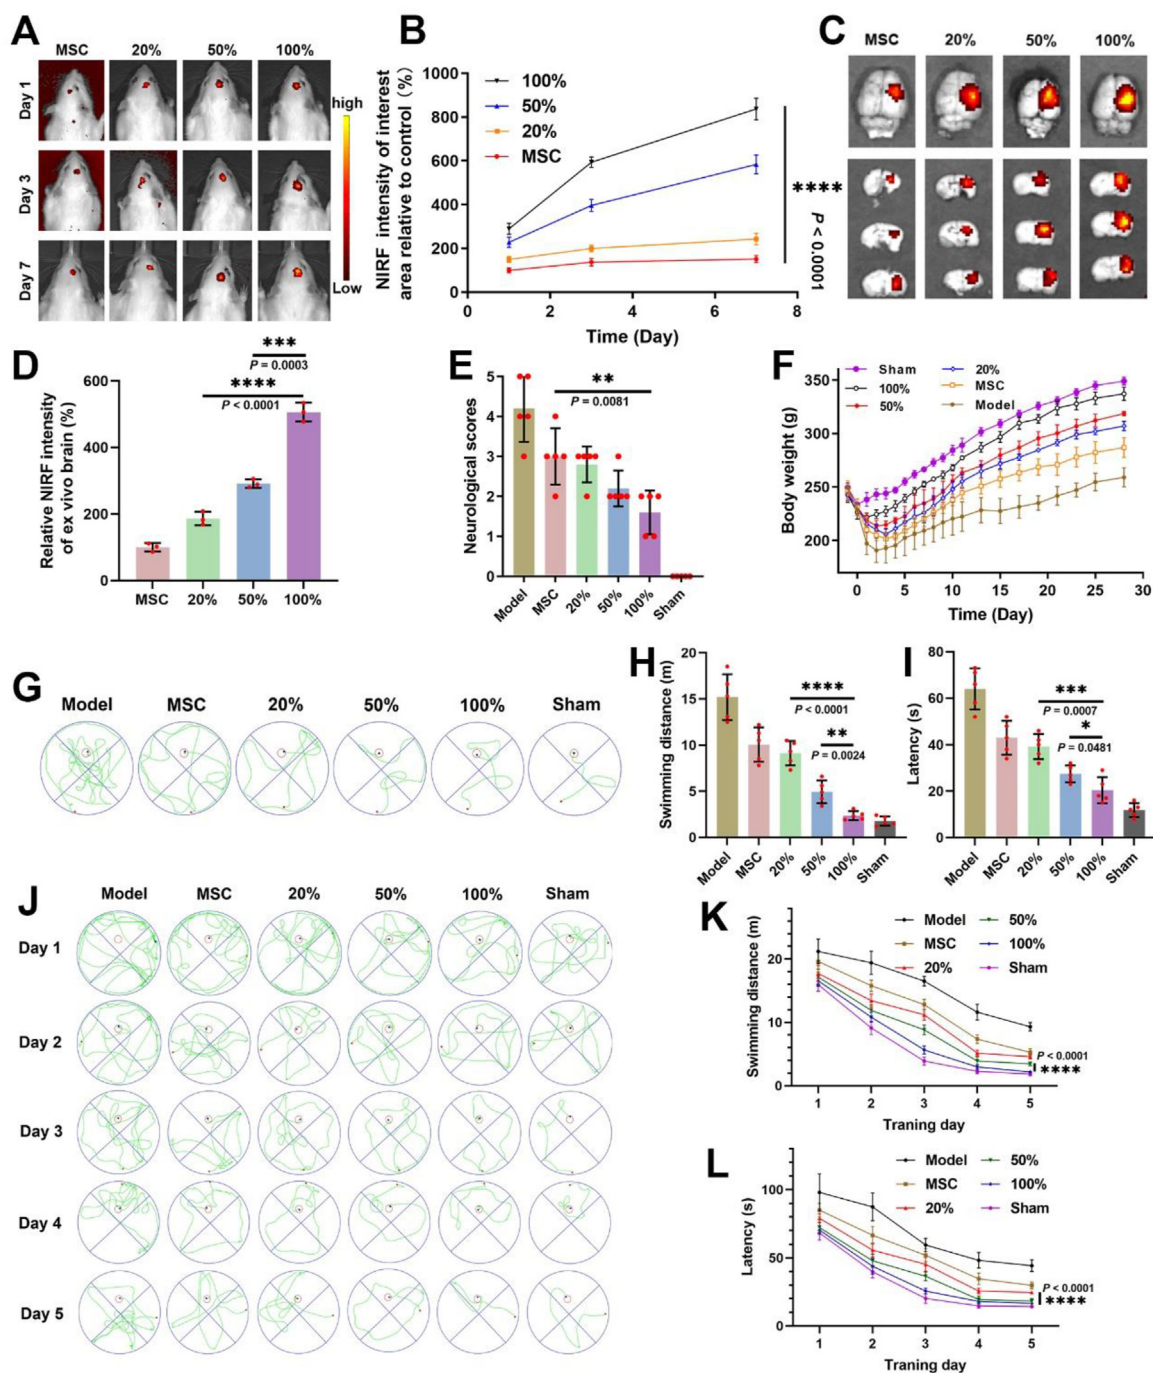 A
MSC 20% 50% 100%
Day 1
Day 3
Day 7
high
Low
B
NIRF intensity of interest
area relative to control (%)
1000
800
600
400
200
0
100%
50%
20%
MSC
0 2 4 6 8
Time (Day)
****
P < 0.0001
C
MSC 20% 50% 100%
D
Relative NIRF intensity
of ex vivo brain (%)
600
400
200
0
***
P = 0.0003
****
P < 0.0001
MSC 20% 50% 100%
E
Neurological scores
5
4
3
2
1
0
**
P = 0.0081
Model MSC 20% 50% 100% Sham
F
Body weight (g)
350
300
250
200
Sham 20%
100% MSC
50% Model
0 5 10 15 20 25 30
Time (Day)
G
Model MSC 20% 50% 100% Sham
H
Swimming distance (m)
20
15
10
5
0
****
P < 0.0001
**
P = 0.0024
Model MSC 20% 50% 100% Sham
I
Latency (s)
80
60
40
20
0
***
P = 0.0007
*
P = 0.0481
Model MSC 20% 50% 100% Sham
J
Model MSC 20% 50% 100% Sham
Day 1
Day 2
Day 3
Day 4
Day 5
K
Swimming distance (m)
20
10
0
Model 50%
MSC 100%
20% Sham
P < 0.0001
****
1 2 3 4 5
Traning day
L
Latency (s)
100
50
0
Model 50%
MSC 100%
20% Sham
P < 0.0001
****
1 2 3 4 5
Traning day